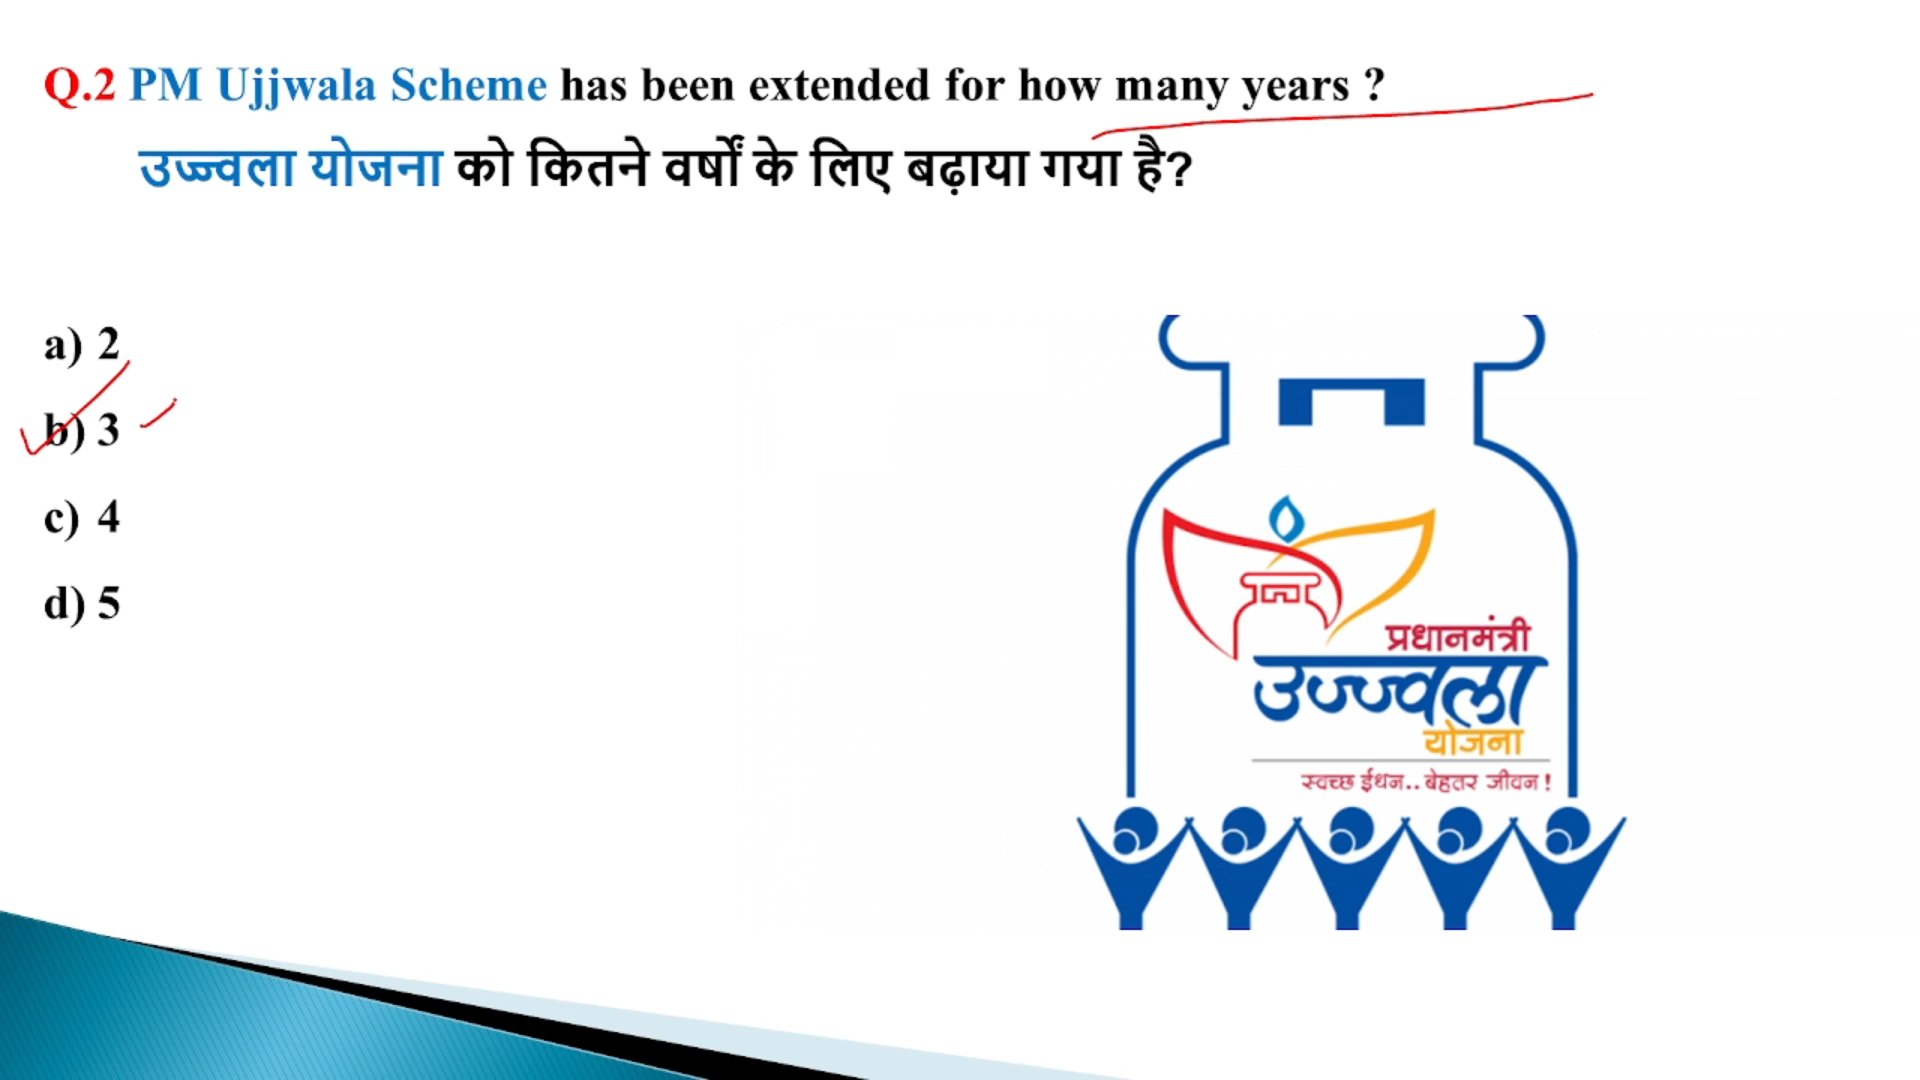 Q.2 PM Ujjwala Scheme has been extended for how many years ?
उज्ज्वला योजना को कितने वर्षों के लिए बढ़ाया गया है?
a) 2
b) 3
c) 4
d) 5
प्रधानमंत्री
उज्ज्वला
योजना
स्वच्छ ईंधन.. बेहतर जीवन !